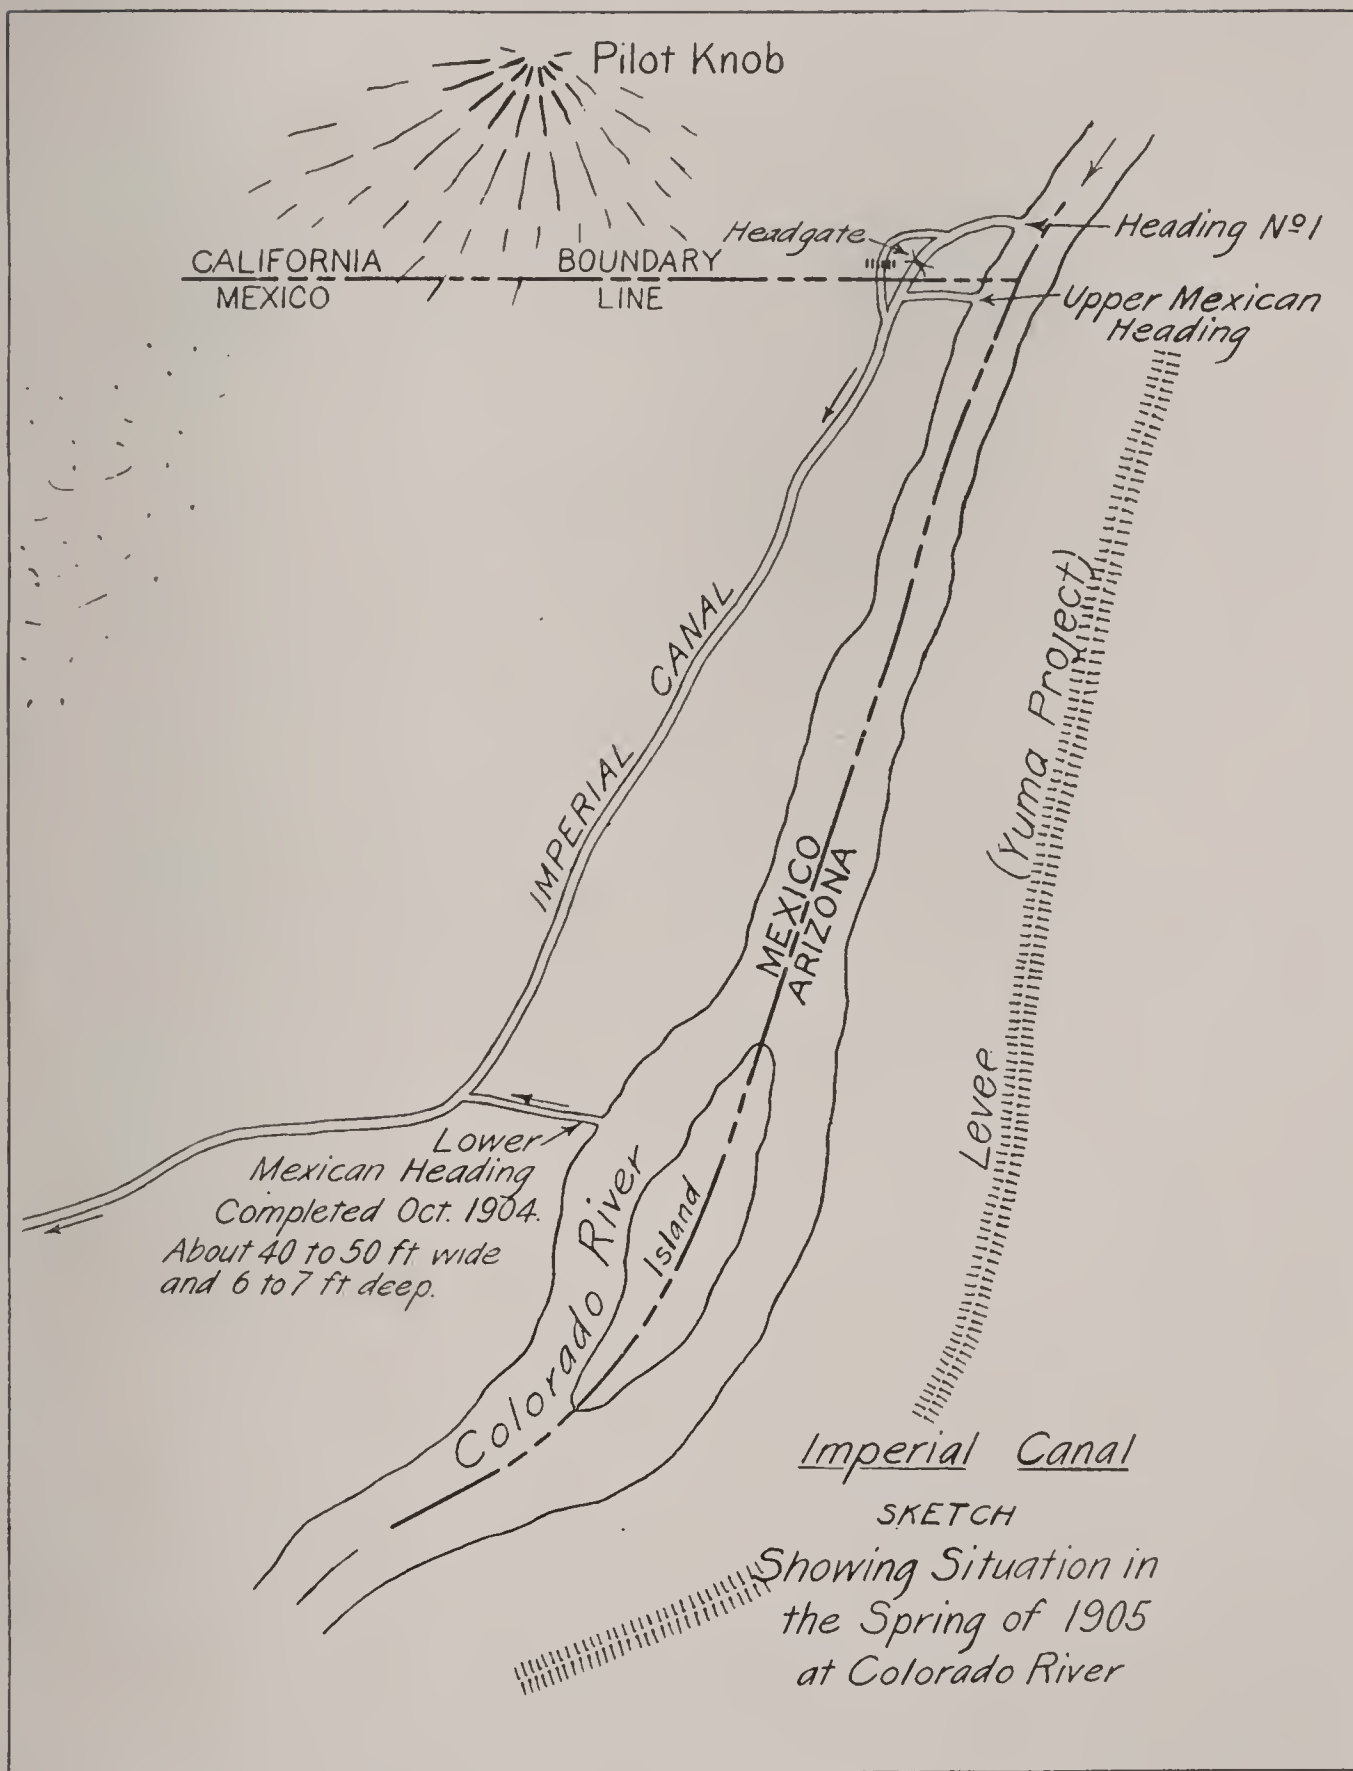 Pilot Knob
Headgate
Heading Nº1
CALIFORNIA BOUNDARY
MEXICO LINE
Upper Mexican
Heading
IMPERIAL CANAL
(Yuma Project)
Levee
MEXICO
ARIZONA
Lower
Mexican Heading
Completed Oct. 1904.
About 40 to 50 ft. wide
and 6 to 7 ft. deep.
Colorado River
Island
Imperial Canal
SKETCH
Showing Situation in
the Spring of 1905
at Colorado River